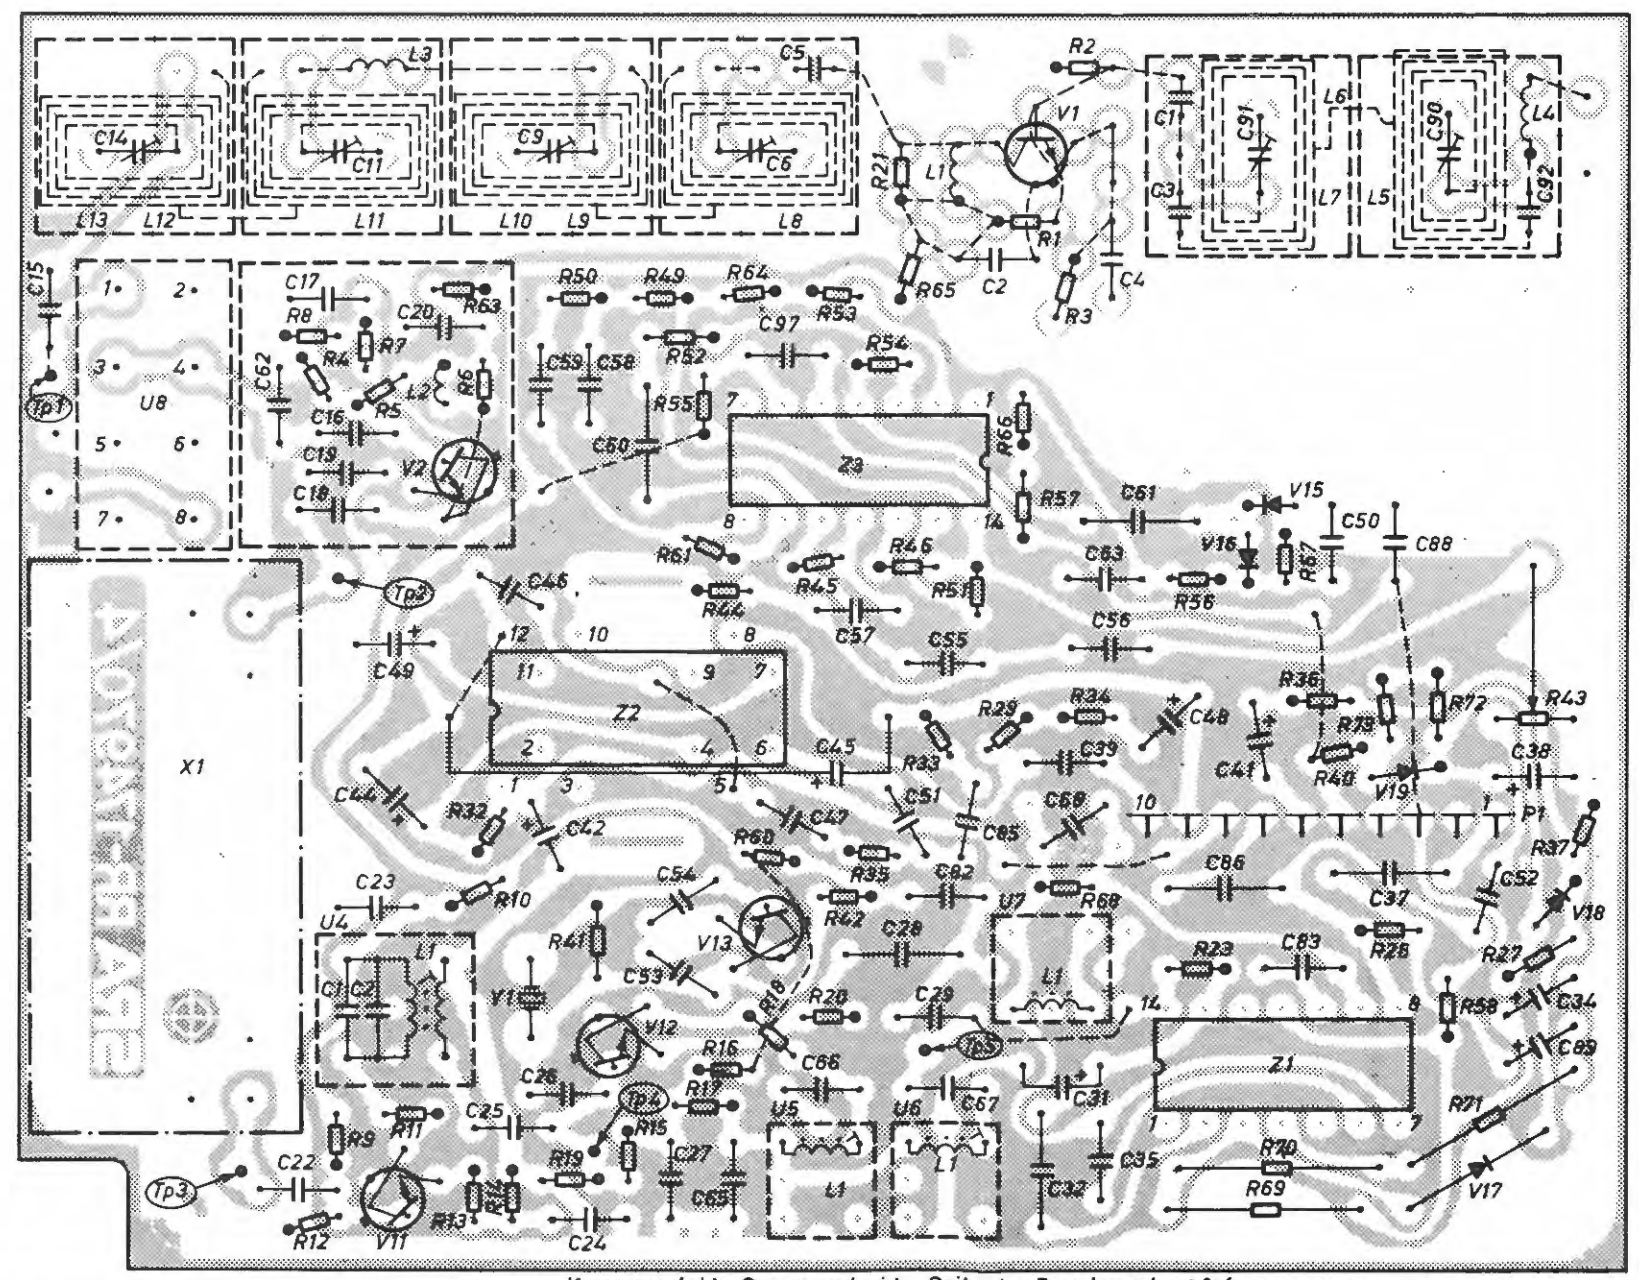 L3 C5 R2
C14 C11 C9 C6 R21 L1 V1 C1 C91 L6 C90 L4
C3 L7 L5 C92
L13 L12 L11 L10 L9 L8 R1
R65 C2 R3 C4
C15 1 2 C17 R63 R50 R49 R64 R53
R8 C20 C97
3 4 C62 R4 R7 L2 R6 C59 C58 R52 R54
Tp1 U8 R5 R55 7 1 R66
5 6 C16 V2 C60 Z3
C19
7 8 C18 8 14 R57 C61 V15
R61 R46 C63 V16 R67 C50 C88
Tp2 C46 R44 R45 R51 R56
12 10 8 C57 C55 C56
C49 11 9 7
Z2 R33 R29 R34 C48 R36 R73 R72 R43
X1 2 4 6 C45 C39 C41 R40 V19 C38
1 3 5
C44 R32 C42 C47 C51 C85 10 1 P1
R60 R37
C23 R10 C54 R35 C82 C86 C37 C52
U4 R41 V13 R42 U7 R68 V18
L1 C28 R23 C83 R26 R27
C1 C2 C53 L1
R18 R20 C29 14 8 R58 C34
V12 Tp5 Z1 C89
R16 C66
C26 Tp4 R17 U5 U6 C67 C31 R71
R9 R11 C25 R15 1 7
C22 R19 C27 C35 R70
Tp3 C65 L1 L1 C32 R69 V17
R12 V11 R13 C24